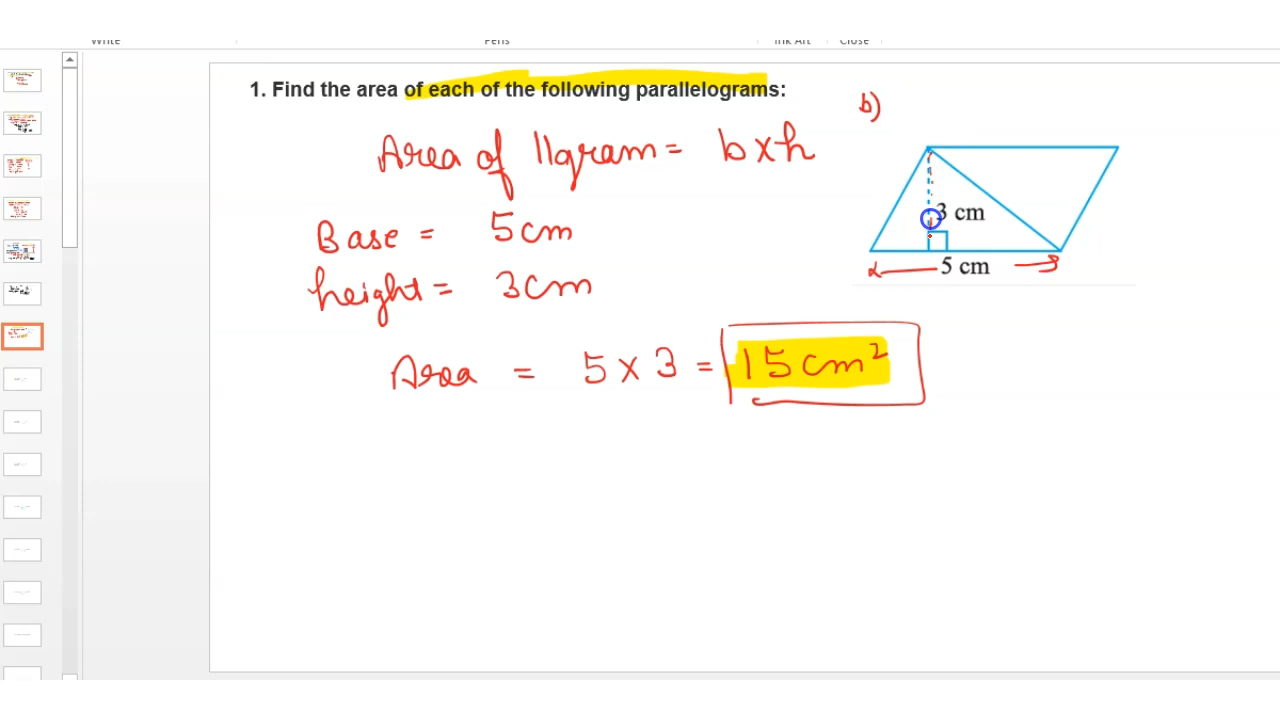 Write Pens Ink Art Close
1. Find the area of each of the following parallelograms:
b)
Area of ||gram = b x h
3 cm
5 cm
Base = 5cm
height = 3cm
Area = 5 x 3 = 15 cm²